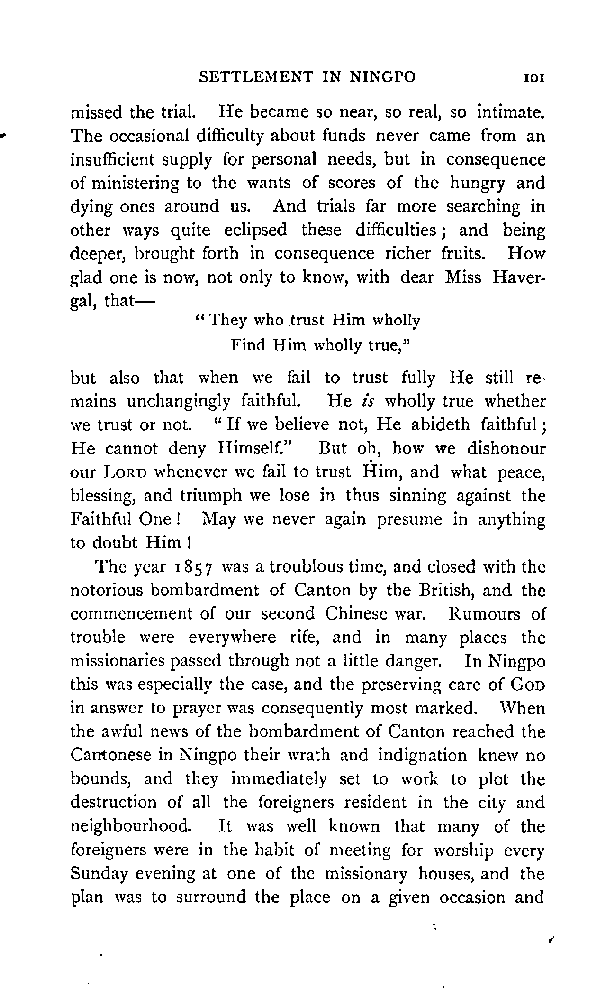 SETTLEMENT IN NINGPO 101
missed the trial. He became so near, so real, so intimate.
The occasional difficulty about funds never came from an
insufficient supply for personal needs, but in consequence
of ministering to the wants of scores of the hungry and
dying ones around us. And trials far more searching in
other ways quite eclipsed these difficulties; and being
deeper, brought forth in consequence richer fruits. How
glad one is now, not only to know, with dear Miss Haver-
gal, that—
"They who trust Him wholly
Find Him wholly true,"
but also that when we fail to trust fully He still re-
mains unchangingly faithful. He is wholly true whether
we trust or not. "If we believe not, He abideth faithful;
He cannot deny Himself." But oh, how we dishonour
our LORD whenever we fail to trust Him, and what peace,
blessing, and triumph we lose in thus sinning against the
Faithful One! May we never again presume in anything
to doubt Him!
The year 1857 was a troublous time, and closed with the
notorious bombardment of Canton by the British, and the
commencement of our second Chinese war. Rumours of
trouble were everywhere rife, and in many places the
missionaries passed through not a little danger. In Ningpo
this was especially the case, and the preserving care of GOD
in answer to prayer was consequently most marked. When
the awful news of the bombardment of Canton reached the
Cantonese in Ningpo their wrath and indignation knew no
bounds, and they immediately set to work to plot the
destruction of all the foreigners resident in the city and
neighbourhood. It was well known that many of the
foreigners were in the habit of meeting for worship every
Sunday evening at one of the missionary houses, and the
plan was to surround the place on a given occasion and